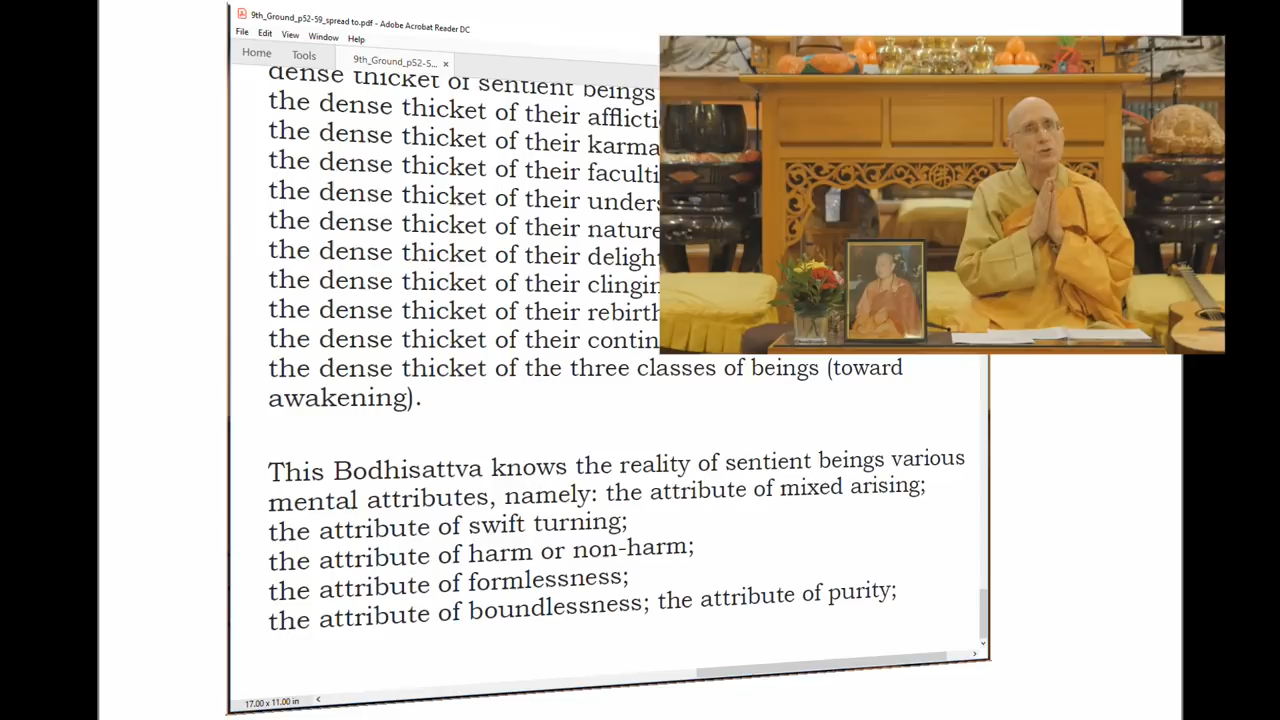 9th_Ground_p52-59_spread to.pdf - Adobe Acrobat Reader DC
File Edit View Window Help
Home Tools 9th_Ground_p52-5... ×
dense thicket of sentient beings
the dense thicket of their afflicti
the dense thicket of their karma
the dense thicket of their faculti
the dense thicket of their unders
the dense thicket of their nature
the dense thicket of their deligh
the dense thicket of their clingin
the dense thicket of their rebirth
the dense thicket of their contin
the dense thicket of the three classes of beings (toward
awakening).
This Bodhisattva knows the reality of sentient beings various
mental attributes, namely: the attribute of mixed arising;
the attribute of swift turning;
the attribute of harm or non-harm;
the attribute of formlessness;
the attribute of boundlessness; the attribute of purity;
17.00 x 11.00 in